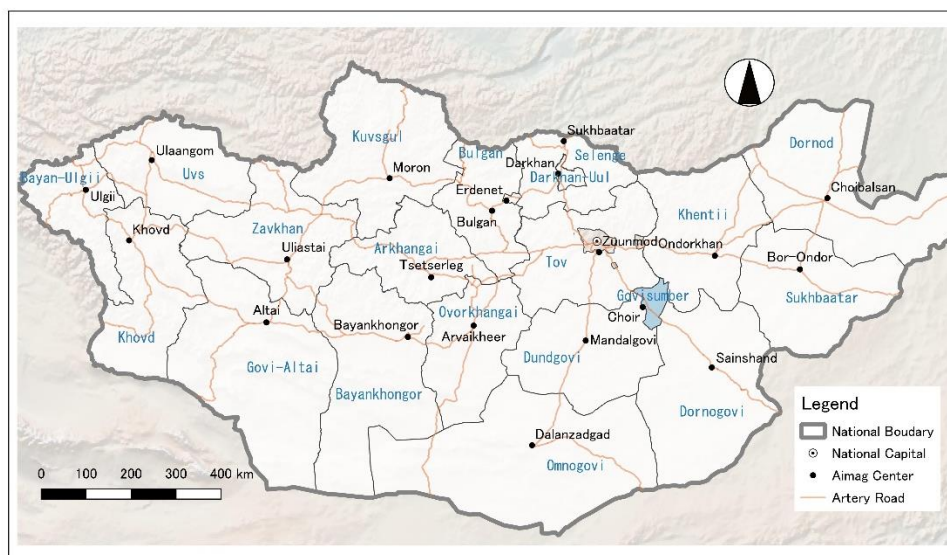 Sukhbaatar
Kuvsgul
Bulgan
Selenge
Dornod
Ulaangom
Darkhan
Bayan-Ulgii
Uvs
Moron
Darkhan-Uul
Ulgii
Erdenet
Choibalsan
Khovd
Zavkhan
Bulgan
Khentii
Uliastai
Arkhangai
Zuunmod
Ondorkhan
Tsetserleg
Tov
Bor-Ondor
Altai
Govisumber
Sukhbaatar
Bayankhongor
Ovorkhangai
Choir
Khovd
Arvaikheer
Mandalgovi
Govi-Altai
Dundgovi
Sainshand
Bayankhongor
Dornogovi
Dalanzadgad
Omnogovi
Legend
National Boudary
National Capital
Aimag Center
Artery Road
0 100 200 300 400 km